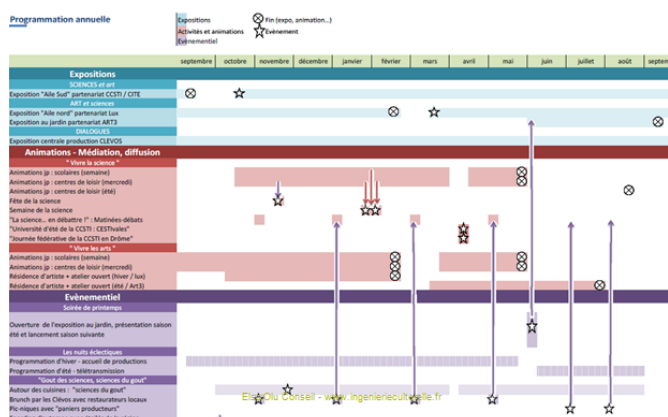 Programmation annuelle
Expositions
Activités et animations
Evènementiel
Fin (expo, animation...)
Evènement
septembre octobre novembre décembre janvier février mars avril mai juin juillet août
Expositions
SCIENCES et art
Exposition "Aile Sud" partenariat CCSTI / CITE
ART et sciences
Exposition "Aile nord" partenariat Lux
Exposition au jardin partenariat ART3
DIALOGUES
Exposition centrale production CLEVOS
Animations - Médiation, diffusion
" Vivre la science "
Animations jp : scolaires (semaine)
Animations jp : centres de loisir (mercredi)
Animations jp : centres de loisir (été)
Fête de la science
Semaine de la science
"La science... en débattre !" : Matinées-débats
"Université d'été de la CCSTI : CESTIvales"
"Journée fédérative de la CCSTI en Drôme"
" Vivre les arts "
Animations jp : scolaires (semaine)
Animations jp : centres de loisir (mercredi)
Résidence d'artiste + atelier ouvert (hiver / lux)
Résidence d'artiste + atelier ouvert (été / Art3)
Evènementiel
Soirée de printemps
Ouverture de l'exposition au jardin, présentation saison
été et lancement saison suivante
Les nuits éclectiques
Programmation d'hiver - accueil de productions
Programmation d'été - télétransmission
"Gout des sciences, sciences du gout"
Autour des cuisines : "sciences du gout"
Brunch par les Clévos avec restaurateurs locaux
Pic-niques avec "paniers producteurs"
Elsa Olu Conseil - www.ingenierieculturelle.fr